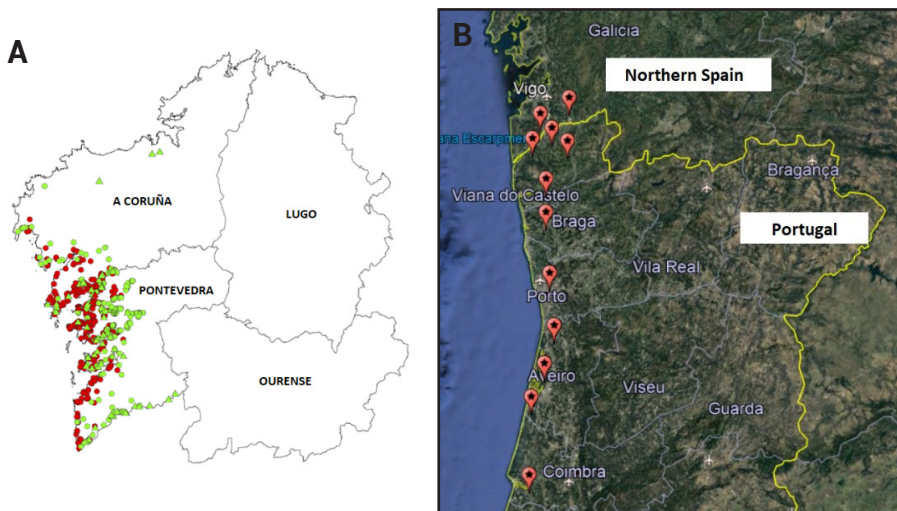 A
A CORUÑA
LUGO
PONTEVEDRA
OURENSE
B
Galicia
Northern Spain
Vigo
ana Escarpme
Bragança
Viana do Castelo
Braga
Portugal
Vila Real
Porto
Aveiro
Viseu
Guarda
Coimbra